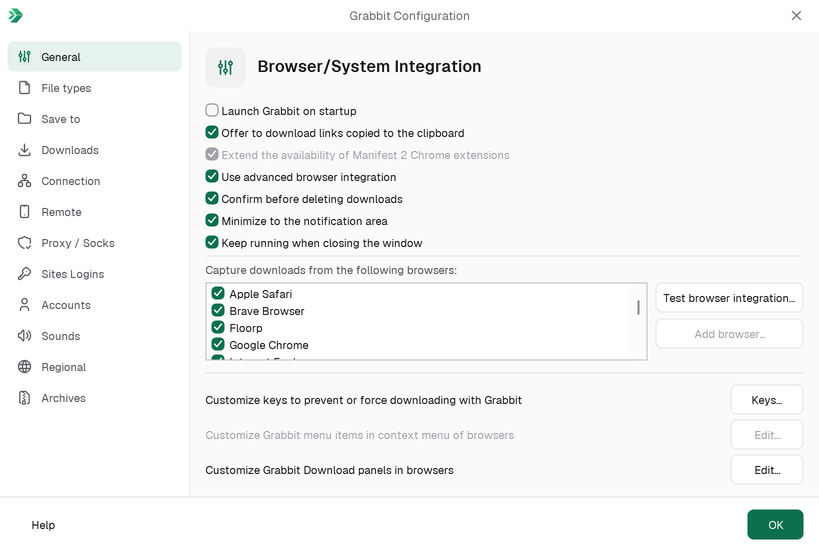 Grabbit Configuration
General
File types
Save to
Downloads
Connection
Remote
Proxy / Socks
Sites Logins
Accounts
Sounds
Regional
Archives
Browser/System Integration
Launch Grabbit on startup
Offer to download links copied to the clipboard
Extend the availability of Manifest 2 Chrome extensions
Use advanced browser integration
Confirm before deleting downloads
Minimize to the notification area
Keep running when closing the window
Capture downloads from the following browsers:
Apple Safari
Brave Browser
Floorp
Google Chrome
Test browser integration...
Add browser...
Customize keys to prevent or force downloading with Grabbit
Keys...
Customize Grabbit menu items in context menu of browsers
Edit...
Customize Grabbit Download panels in browsers
Edit...
Help
OK